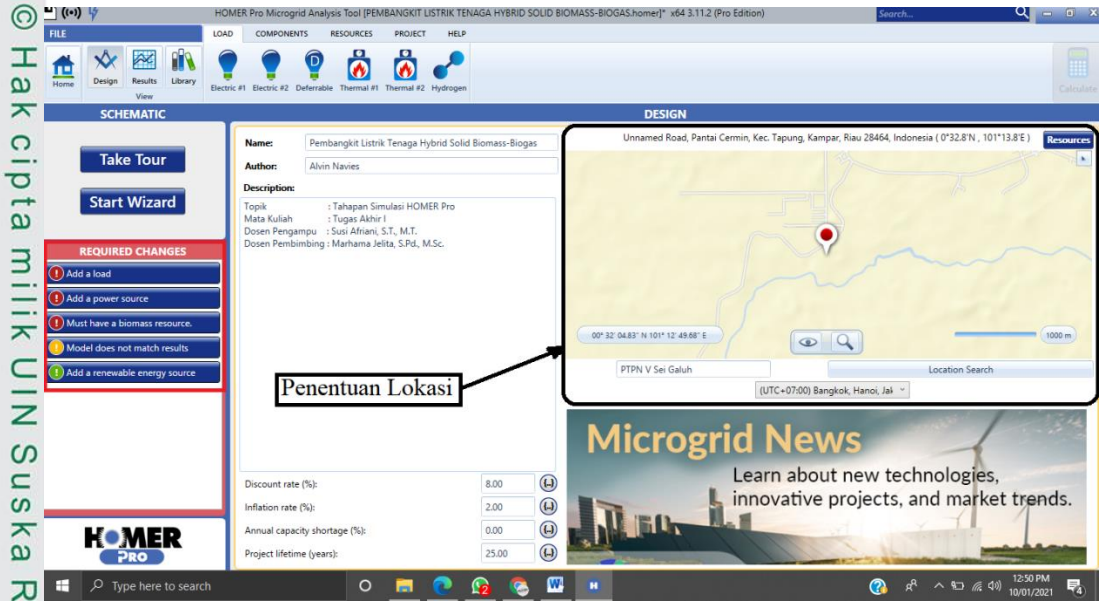 © Hak cipta milik UIN Suska R
HOMER Pro Microgrid Analysis Tool [PEMBANGKIT LISTRIK TENAGA HYBRID SOLID BIOMASS-BIOGAS.homer]* x64 3.11.2 (Pro Edition)
Search...
FILE
LOAD COMPONENTS RESOURCES PROJECT HELP
Home Design Results Library
View
Electric #1 Electric #2 Deferrable Thermal #1 Thermal #2 Hydrogen
Calculate
SCHEMATIC
DESIGN
Take Tour
Start Wizard
REQUIRED CHANGES
Add a load
Add a power source
Must have a biomass resource.
Model does not match results
Add a renewable energy source
HOMER
PRO
Name: Pembangkit Listrik Tenaga Hybrid Solid Biomass-Biogas
Author: Alvin Navies
Description:
Topik : Tahapan Simulasi HOMER Pro
Mata Kuliah : Tugas Akhir I
Dosen Pengampu : Susi Afriani, S.T., M.T.
Dosen Pembimbing : Marhama Jelita, S.Pd., M.Sc.
Penentuan Lokasi
Discount rate (%): 8.00
Inflation rate (%): 2.00
Annual capacity shortage (%): 0.00
Project lifetime (years): 25.00
Unnamed Road, Pantai Cermin, Kec. Tapung, Kampar, Riau 28464, Indonesia ( 0°32.8'N , 101°13.8'E )
Resources
00° 32' 04.83" N 101° 12' 49.68" E
1000 m
PTPN V Sei Galuh
Location Search
(UTC+07:00) Bangkok, Hanoi, Jak
Microgrid News
Learn about new technologies,
innovative projects, and market trends.
Type here to search
12:50 PM
10/01/2021